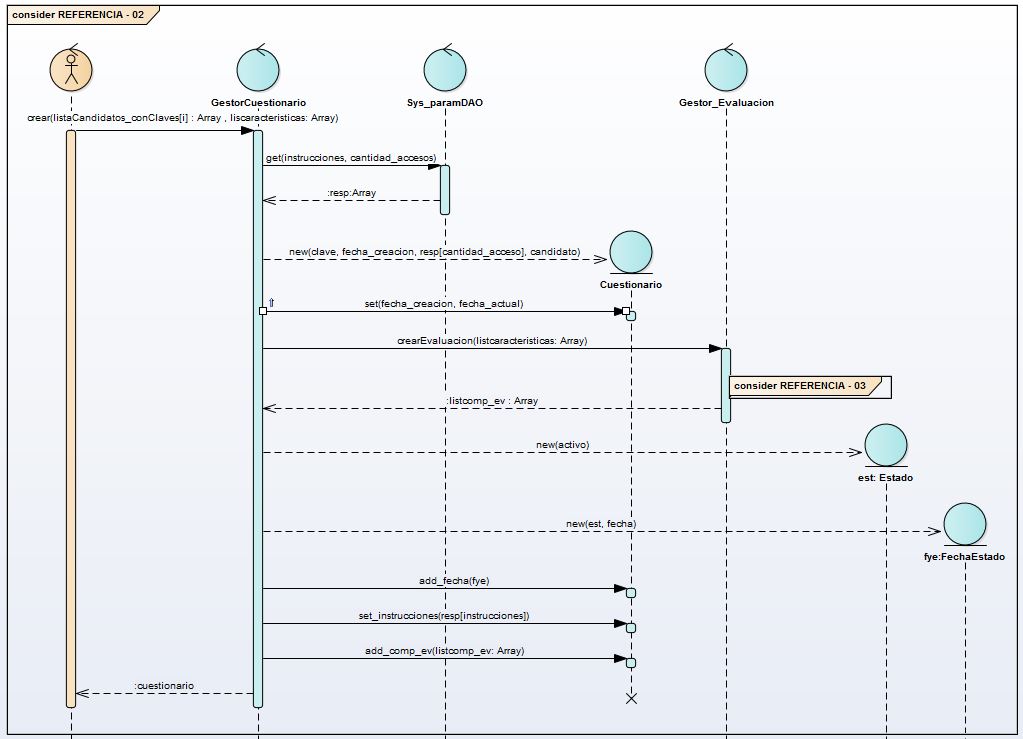 consider REFERENCIA - 02
GestorCuestionario
Sys_paramDAO
Gestor_Evaluacion
crear(listaCandidatos_conClaves[i] : Array , liscaracteristicas: Array)
get(instrucciones, cantidad_accesos)
:resp:Array
new(clave, fecha_creacion, resp[cantidad_acceso], candidato)
Cuestionario
set(fecha_creacion, fecha_actual)
crearEvaluacion(listcaracteristicas: Array)
consider REFERENCIA - 03
:listcomp_ev : Array
new(activo)
est: Estado
new(est, fecha)
fye:FechaEstado
add_fecha(fye)
set_instrucciones(resp[instrucciones])
add_comp_ev(listcomp_ev: Array)
:cuestionario